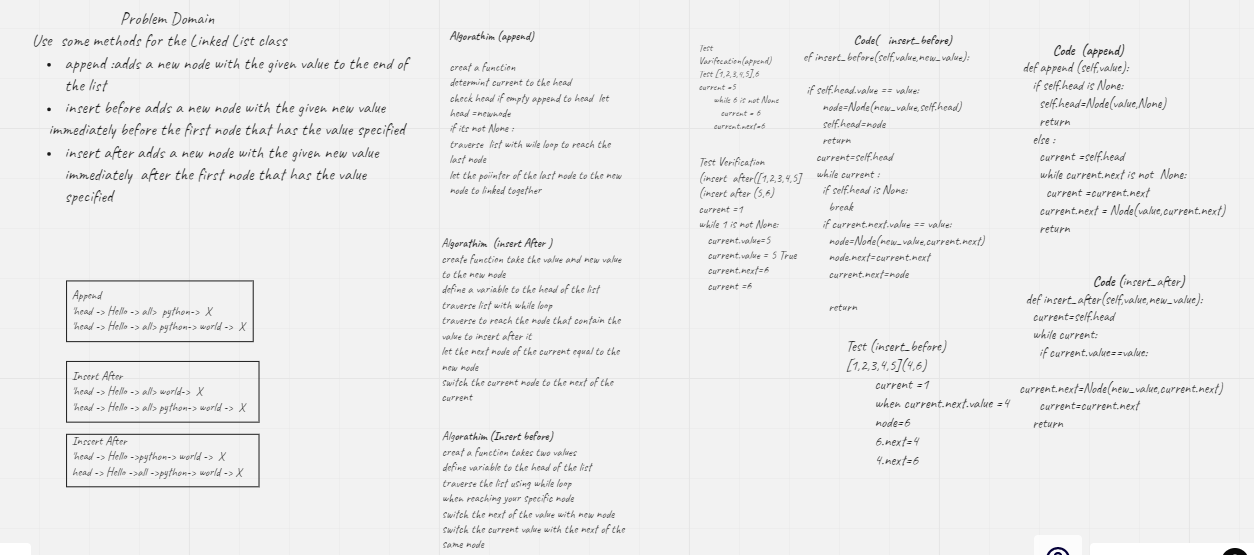 Problem Domain
Use some methods for the Linked List class
• append :adds a new node with the given value to the end of
the list
• insert before adds a new node with the given new value
immediately before the first node that has the value specified
• insert after adds a new node with the given new value
immediately after the first node that has the value
specified
Append
'head -> Hello -> all> python-> X
'head -> Hello -> all> python-> world -> X
Insert After
'head -> Hello -> all> world-> X
'head -> Hello -> all> python-> world -> X
Inssert After
'head -> Hello ->python-> world -> X
head -> Hello ->all ->python-> world -> X
Algorathim (append)
creat a function
determint current to the head
check head if empty append to head let
head =newnode
if its not None :
traverse list with wile loop to reach the
last node
let the poiinter of the last node to the new
node to linked together
Algorathim (insert After )
create function take the value and new value
to the new node
define a variable to the head of the list
traverse list with while loop
traverse to reach the node that contain the
value to insert after it
let the next node of the current equal to the
new node
switch the current node to the next of the
current
Algorathim (Insert before)
creat a function takes two values
define variable to the head of the list
traverse the list using while loop
when reaching your specific node
switch the next of the value with new node
switch the current value with the next of the
same node
Test
Varifecation(append)
Test [1,2,3,4,5],6
current =5
while 6 is not None
current = 6
current.next=6
Test Verification
(insert after([1,2,3,4,5]
(insert after (5,6)
current =1
while 1 is not None:
current.value=5
current.value = 5 True
current.next=6
current =6
Code( insert_before)
ef insert_before(self,value,new_value):
if self.head.value == value:
node=Node(new_value,self.head)
self.head=node
return
current=self.head
while current :
if self.head is None:
break
if current.next.value == value:
node=Node(new_value,current.next)
node.next=current.next
current.next=node
return
Test (insert_before)
[1,2,3,4,5](4,6)
current =1
when current.next.value =4
node=6
6.next=4
4.next=6
Code (append)
def append (self,value):
if self.head is None:
self.head=Node(value,None)
return
else :
current =self.head
while current.next is not None:
current =current.next
current.next = Node(value,current.next)
return
Code (insert_after)
def insert_after(self,value,new_value):
current=self.head
while current:
if current.value==value:
current.next=Node(new_value,current.next)
current=current.next
return